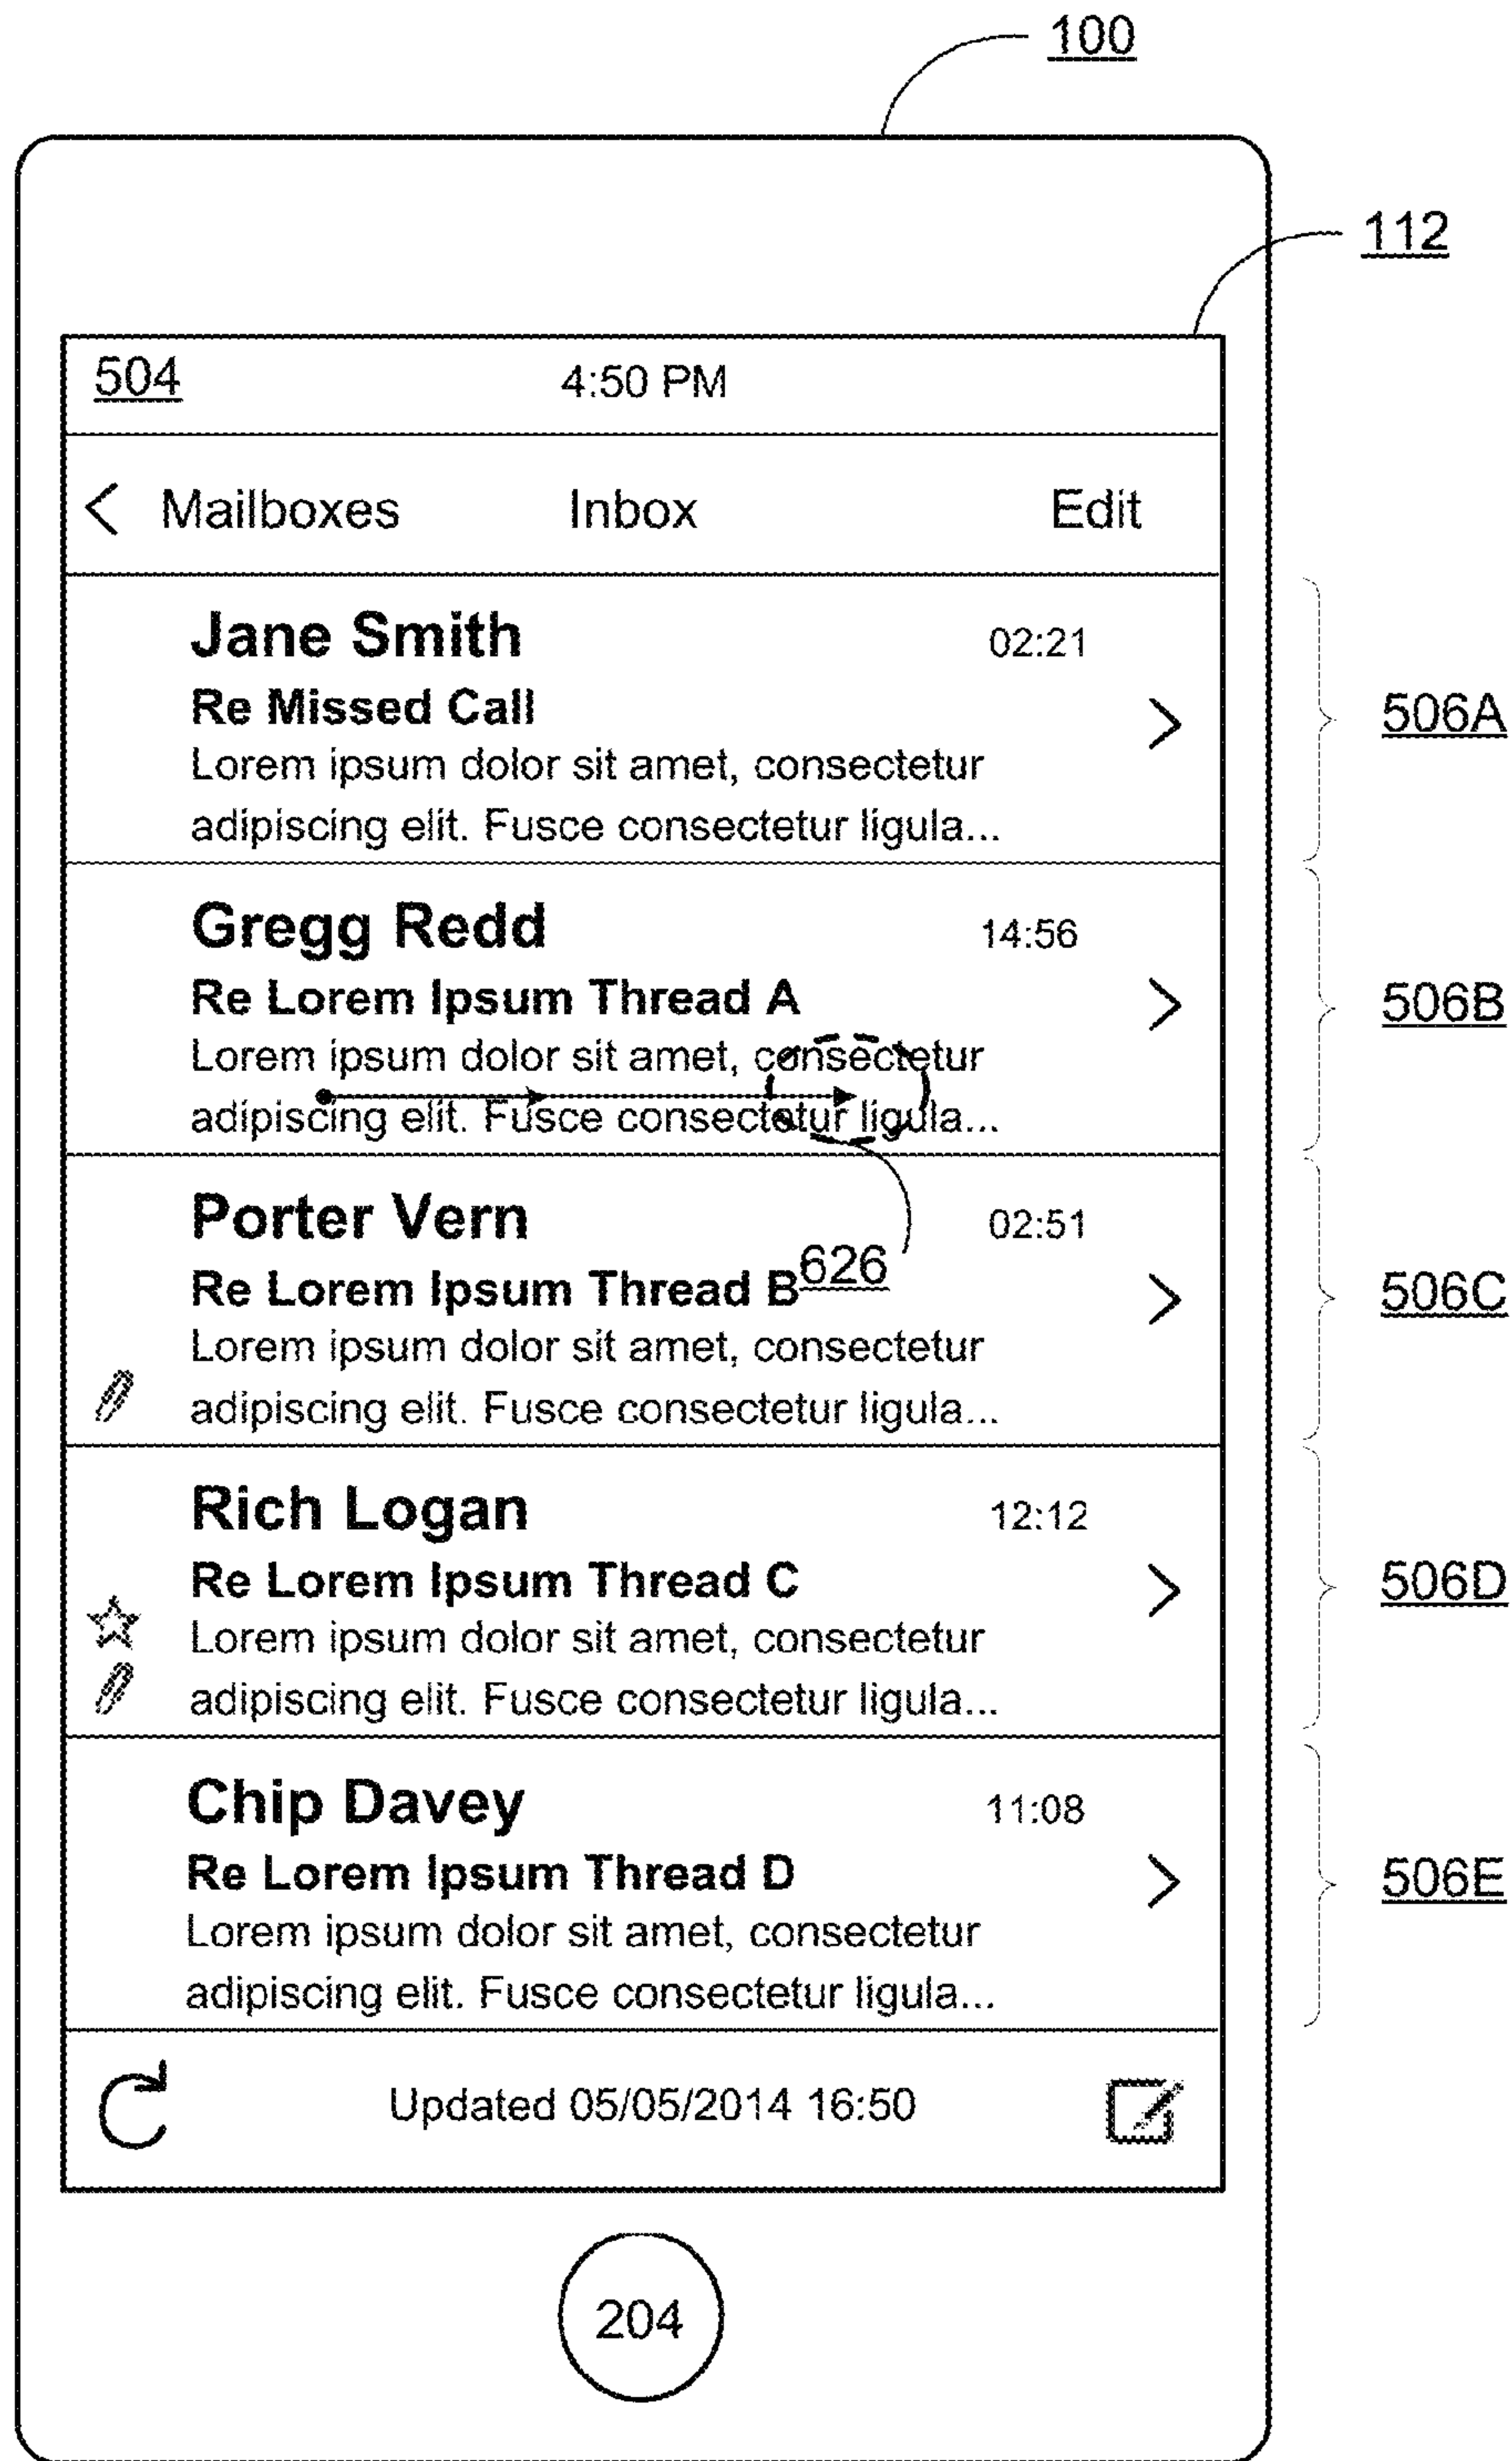 100
112
504 4:50 PM
< Mailboxes Inbox Edit
Jane Smith 02:21
Re Missed Call
506A
Lorem ipsum dolor sit amet, consectetur
adipiscing elit. Fusce consectetur ligula...
Gregg Redd 14:56
Re Lorem Ipsum Thread A
506B
Lorem ipsum dolor sit amet, consectetur
adipiscing elit. Fusce consectetur ligula...
Porter Vern 02:51
626
Re Lorem Ipsum Thread B
506C
Lorem ipsum dolor sit amet, consectetur
adipiscing elit. Fusce consectetur ligula...
Rich Logan 12:12
Re Lorem Ipsum Thread C
506D
Lorem ipsum dolor sit amet, consectetur
adipiscing elit. Fusce consectetur ligula...
Chip Davey 11:08
Re Lorem Ipsum Thread D
506E
Lorem ipsum dolor sit amet, consectetur
adipiscing elit. Fusce consectetur ligula...
Updated 05/05/2014 16:50
204